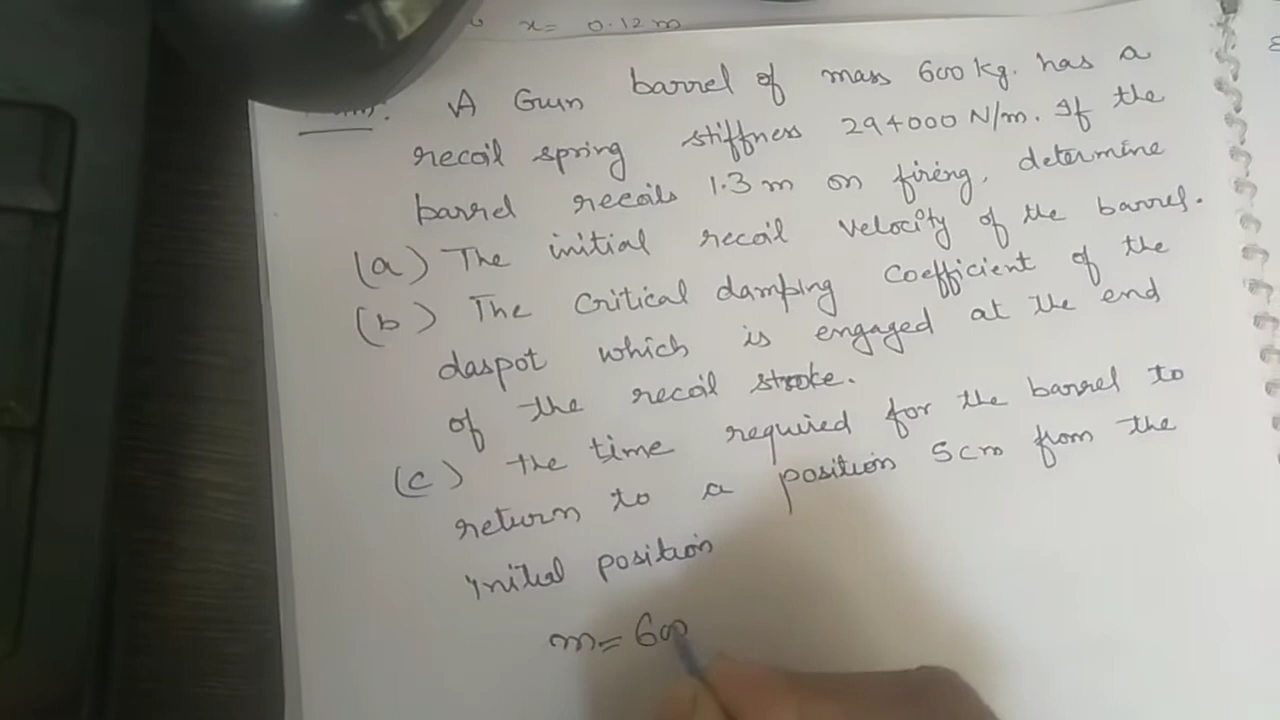 x = 0.12 m
A Gun barrel of mass 600 kg. has a
recoil spring stiffness 294000 N/m. If the
barrel recoils 1.3 m on firing, determine
(a) The initial recoil velocity of the barrel.
(b) The critical damping coefficient of the
daspot which is engaged at the end
of the recoil stroke.
(c) the time required for the barrel to
return to a position 5cm from the
initial position
m = 600